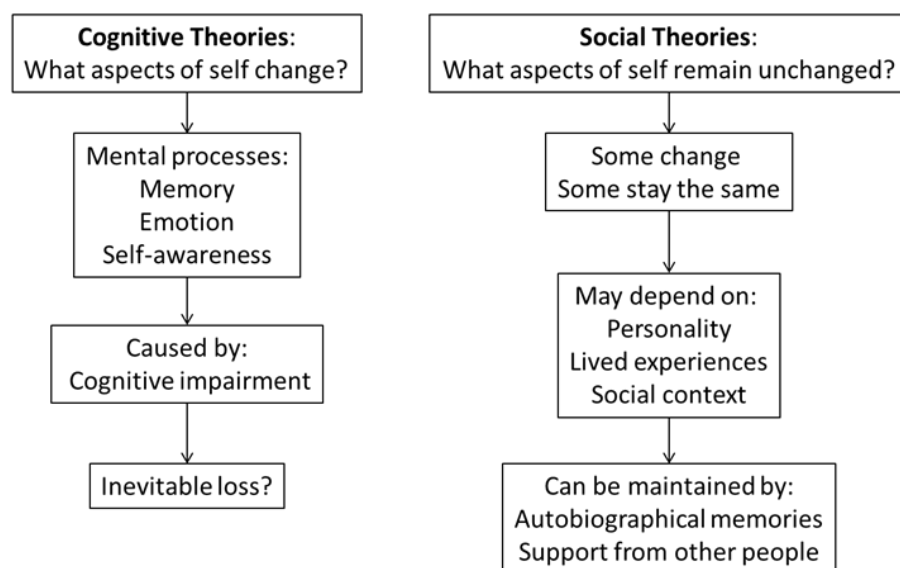 Cognitive Theories:
What aspects of self change?
Mental processes:
Memory
Emotion
Self-awareness
Caused by:
Cognitive impairment
Inevitable loss?
Social Theories:
What aspects of self remain unchanged?
Some change
Some stay the same
May depend on:
Personality
Lived experiences
Social context
Can be maintained by:
Autobiographical memories
Support from other people